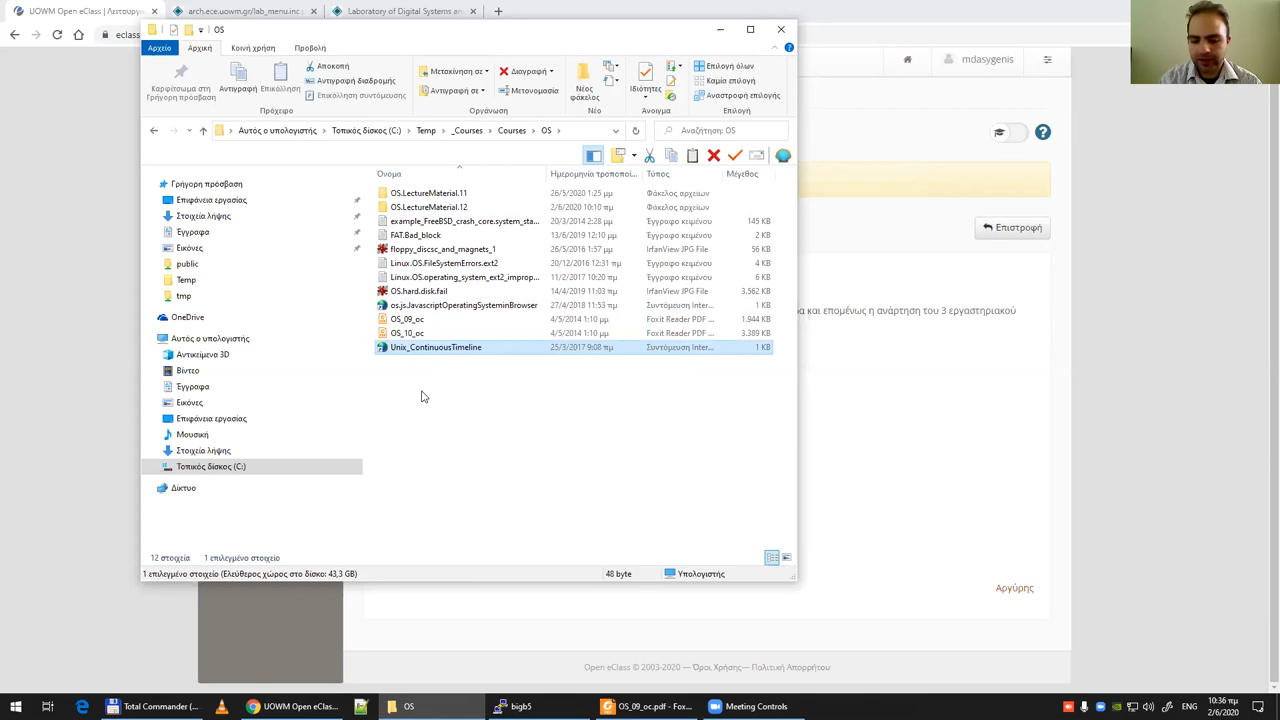 UOWM Open eClass | Λειτουργι
arch.ece.uowm.gr/lab_menu.inc.p
Laboratory of Digital Systems an
eclass
mdasygenis
OS
Αρχείο
Αρχική
Κοινή χρήση
Προβολή
Καρφίτσωμα στη
Γρήγορη πρόσβαση
Αντιγραφή
Επικόλληση
Αποκοπή
Αντιγραφή διαδρομής
Επικόλληση συντόμευσης
Μετακίνηση σε
Αντιγραφή σε
Διαγραφή
Μετονομασία
Νέος
φάκελος
Ιδιότητες
Επιλογή όλων
Καμία επιλογή
Αναστροφή επιλογής
Πρόχειρο
Οργάνωση
Νέο
Άνοιγμα
Επιλογή
Αυτός ο υπολογιστής
Τοπικός δίσκος (C:)
Temp
_Courses
Courses
OS
Αναζήτηση: OS
Όνομα
Ημερομηνία τροποποί...
Τύπος
Μέγεθος
OS.LectureMaterial.11 26/5/2020 1:25 μμ Φάκελος αρχείων
OS.LectureMaterial.12 2/6/2020 10:10 πμ Φάκελος αρχείων
example_FreeBSD_crash_core.system_sta... 20/3/2014 2:28 μμ Έγγραφο κειμένου 145 KB
FAT.Bad_block 13/6/2019 12:10 μμ Έγγραφο κειμένου 2 KB
floppy_discsc_and_magnets_1 26/5/2016 1:57 μμ IrfanView JPG File 56 KB
Linux.OS.FileSystemErrors.ext2 20/12/2016 12:31 πμ Έγγραφο κειμένου 4 KB
Linux.OS.operating_system_ext2_improp... 11/2/2017 10:20 πμ Έγγραφο κειμένου 6 KB
OS.hard.disk.fail 14/4/2019 11:03 πμ IrfanView JPG File 3.562 KB
os.js.JavascriptOperatingSysteminBrowser 27/4/2018 11:53 πμ Συντόμευση Inter... 1 KB
OS_09_oc 4/5/2014 1:10 μμ Foxit Reader PDF ... 1.944 KB
OS_10_oc 4/5/2014 1:10 μμ Foxit Reader PDF ... 3.389 KB
Unix_ContinuousTimeline 25/3/2017 9:08 πμ Συντόμευση Inter... 1 KB
Γρήγορη πρόσβαση
Επιφάνεια εργασίας
Στοιχεία λήψης
Έγγραφα
Εικόνες
public
Temp
tmp
OneDrive
Αυτός ο υπολογιστής
Αντικείμενα 3D
Βίντεο
Έγγραφα
Εικόνες
Επιφάνεια εργασίας
Μουσική
Στοιχεία λήψης
Τοπικός δίσκος (C:)
Δίκτυο
12 στοιχεία
1 επιλεγμένο στοιχείο
1 επιλεγμένο στοιχείο (Ελεύθερος χώρος στο δίσκο: 43,3 GB)
48 byte
Υπολογιστής
Επιστροφή
δα και επομένως η ανάρτηση του 3 εργαστηριακού
Αργύρης
Open eClass © 2003-2020 — Όροι Χρήσης— Πολιτική Απορρήτου
Total Commander (...
UOWM Open eClas...
OS
bigb5
OS_09_oc.pdf - Fox...
Meeting Controls
10:36 πμ
2/6/2020